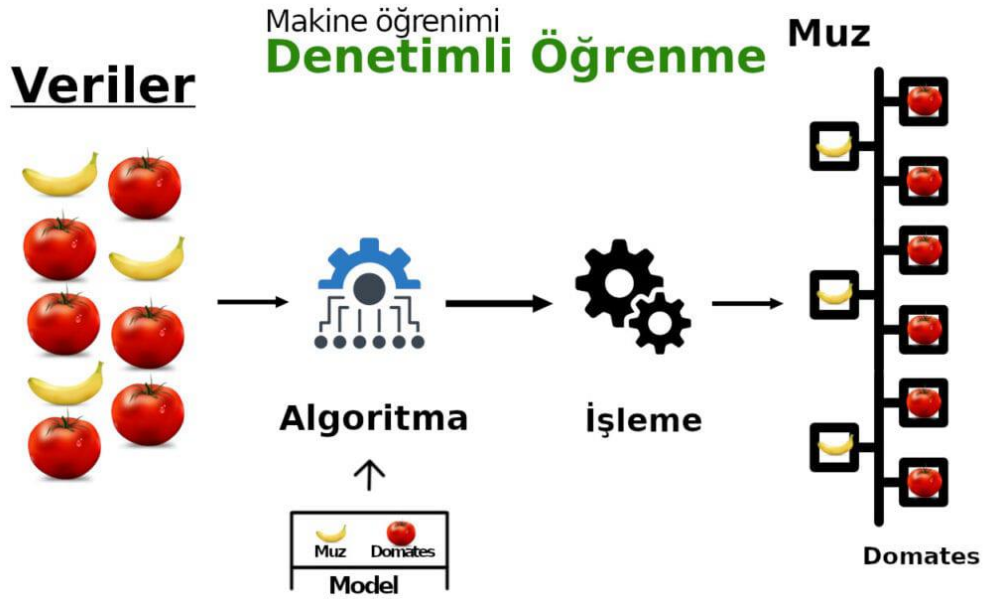 Makine öğrenimi
Denetimli Öğrenme
Veriler
Muz
Algoritma
İşleme
Muz Domates
Model
Domates